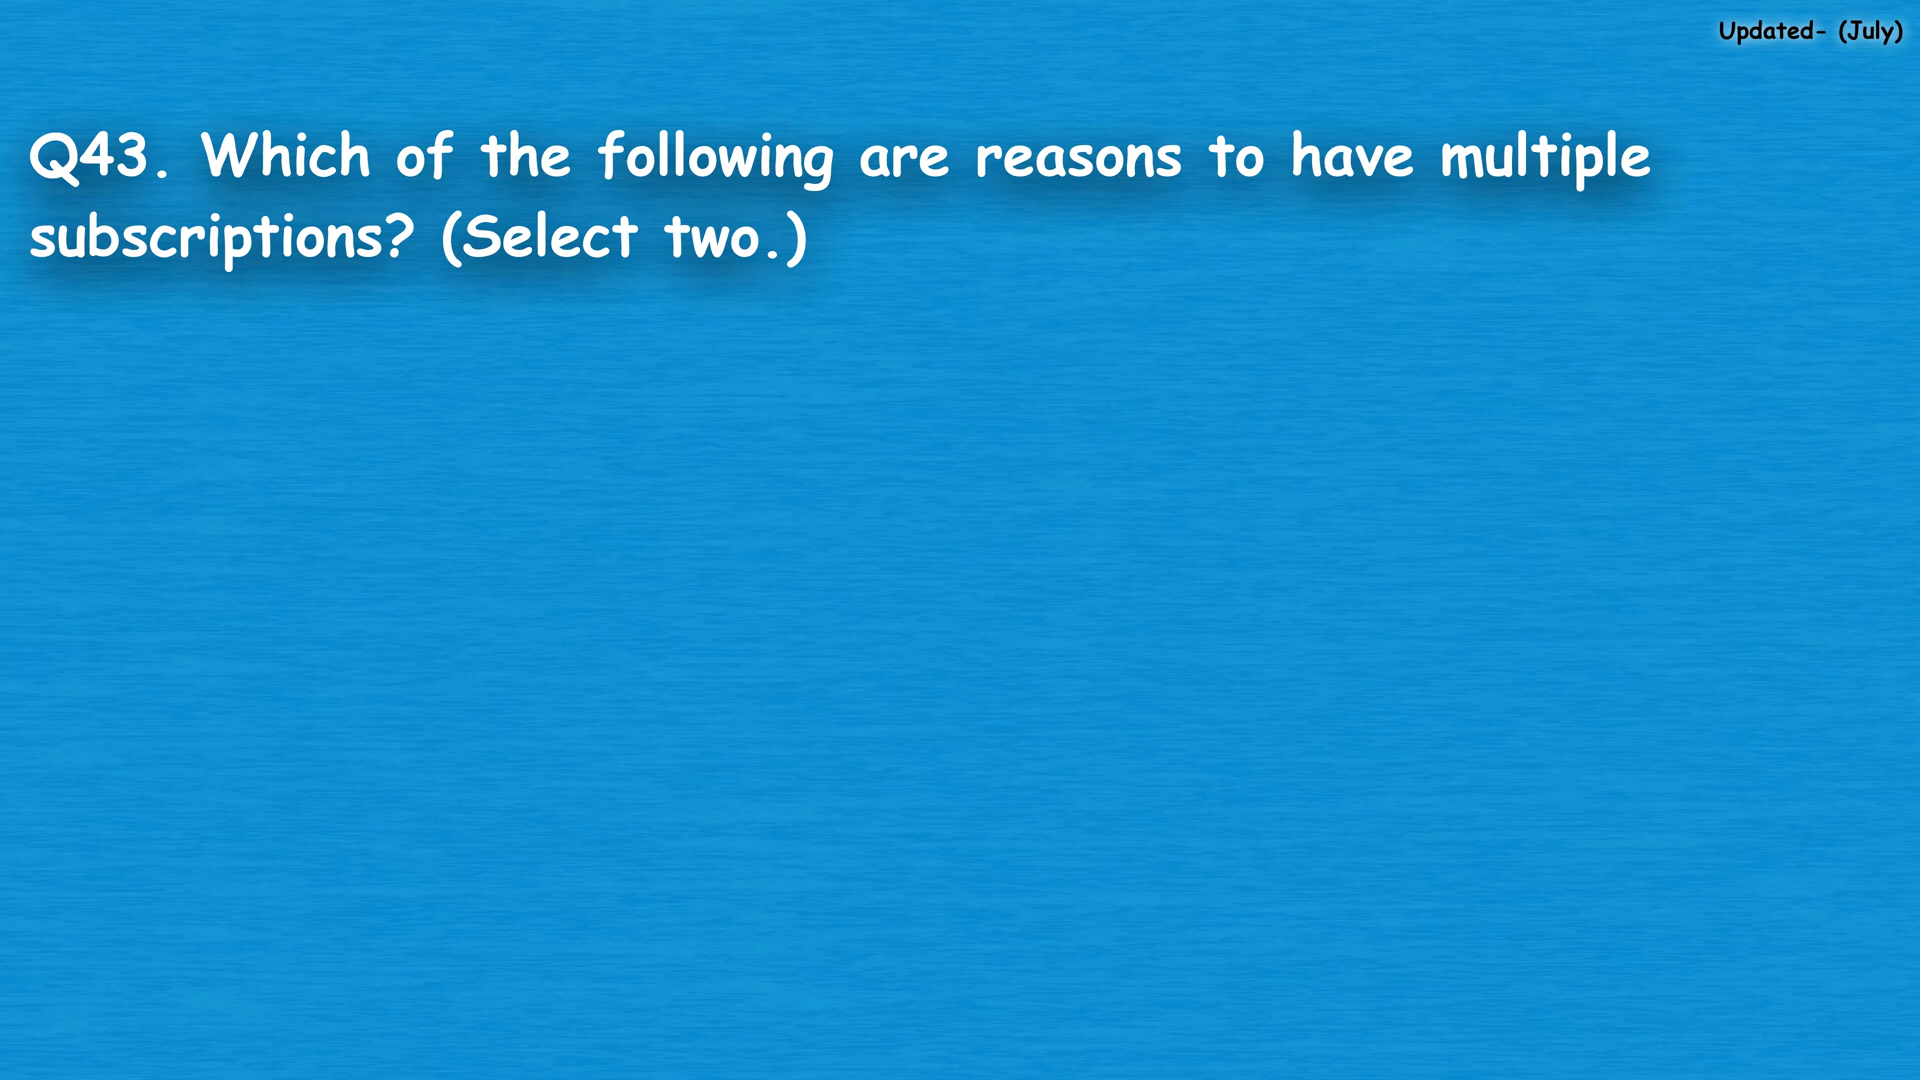 Updated- (July)
Q43. Which of the following are reasons to have multiple
subscriptions? (Select two.)